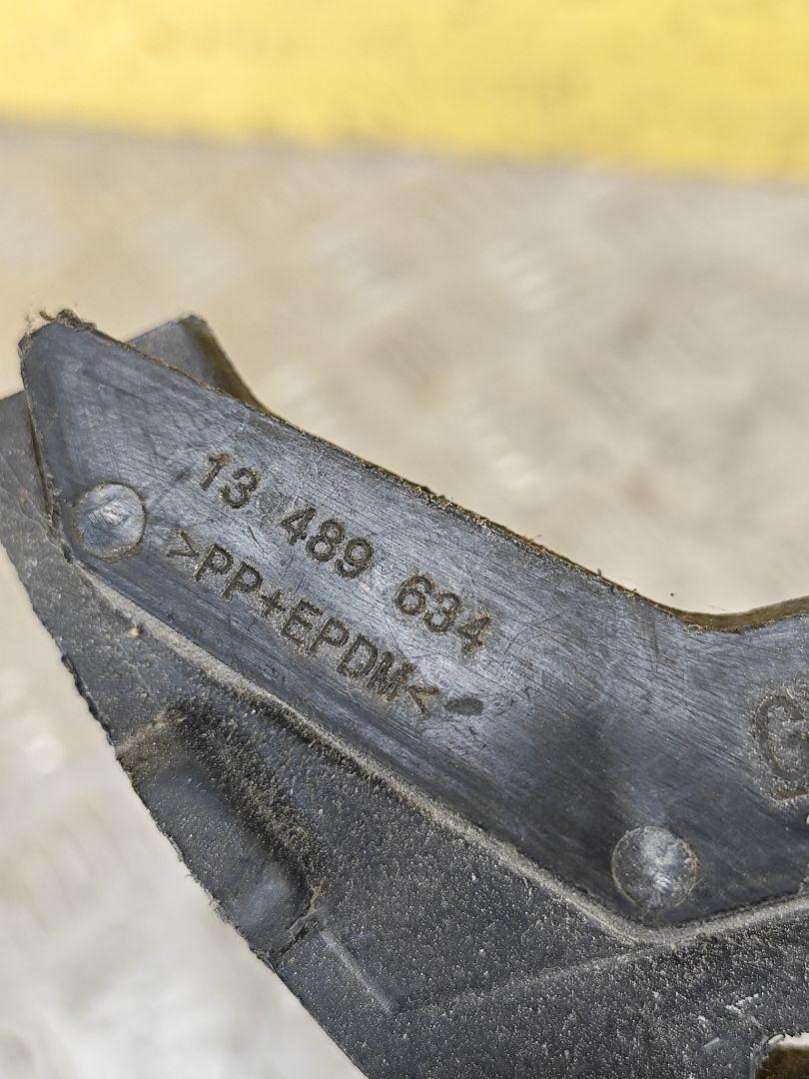 13 489 634
>PP+EPDM<
G